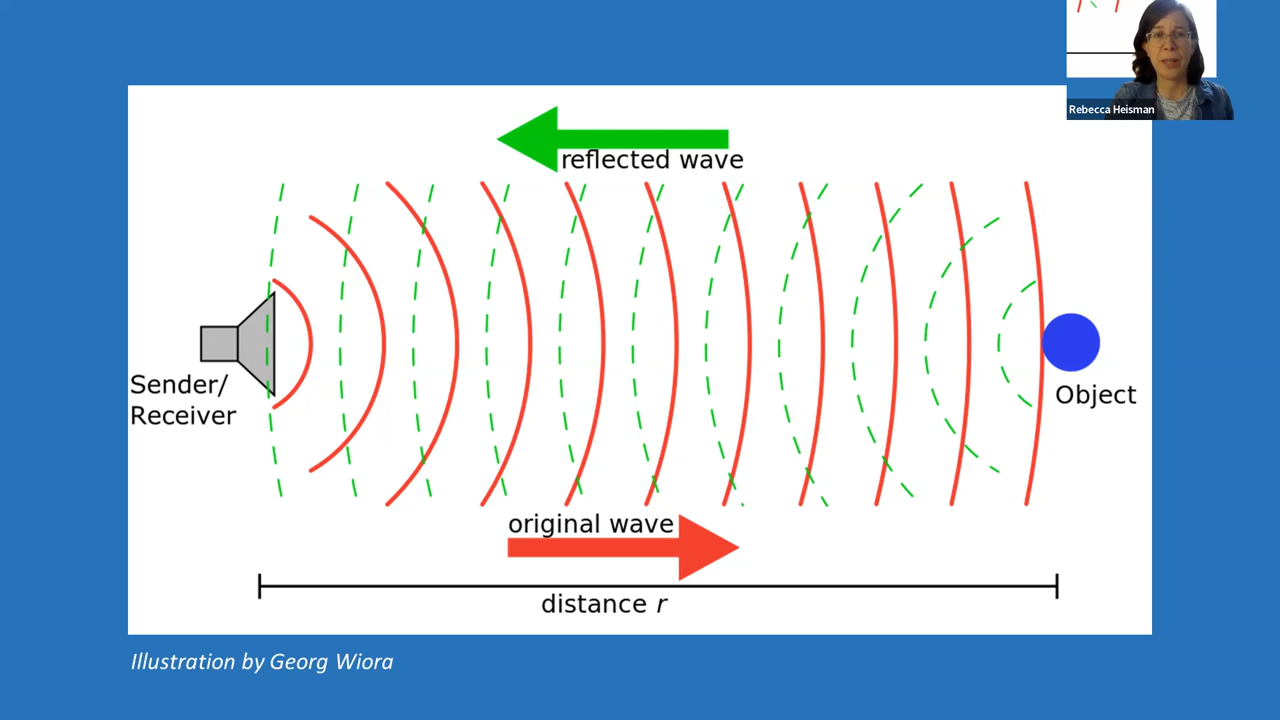 Rebecca Heisman
reflected wave
Sender/
Receiver
Object
original wave
distance r
Illustration by Georg Wiora